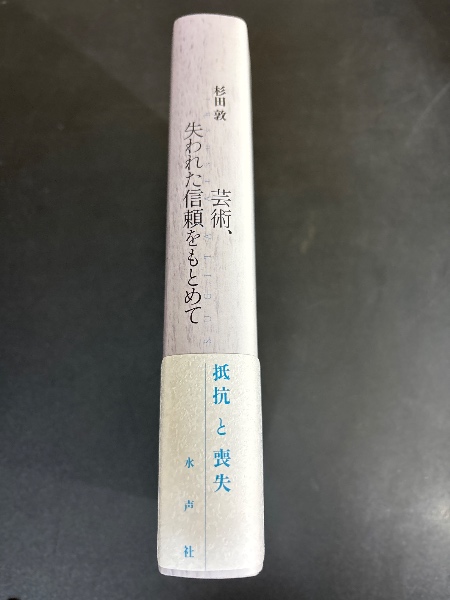 杉田敦
芸術、
失われた信頼をもとめて
抵抗と喪失
水声社